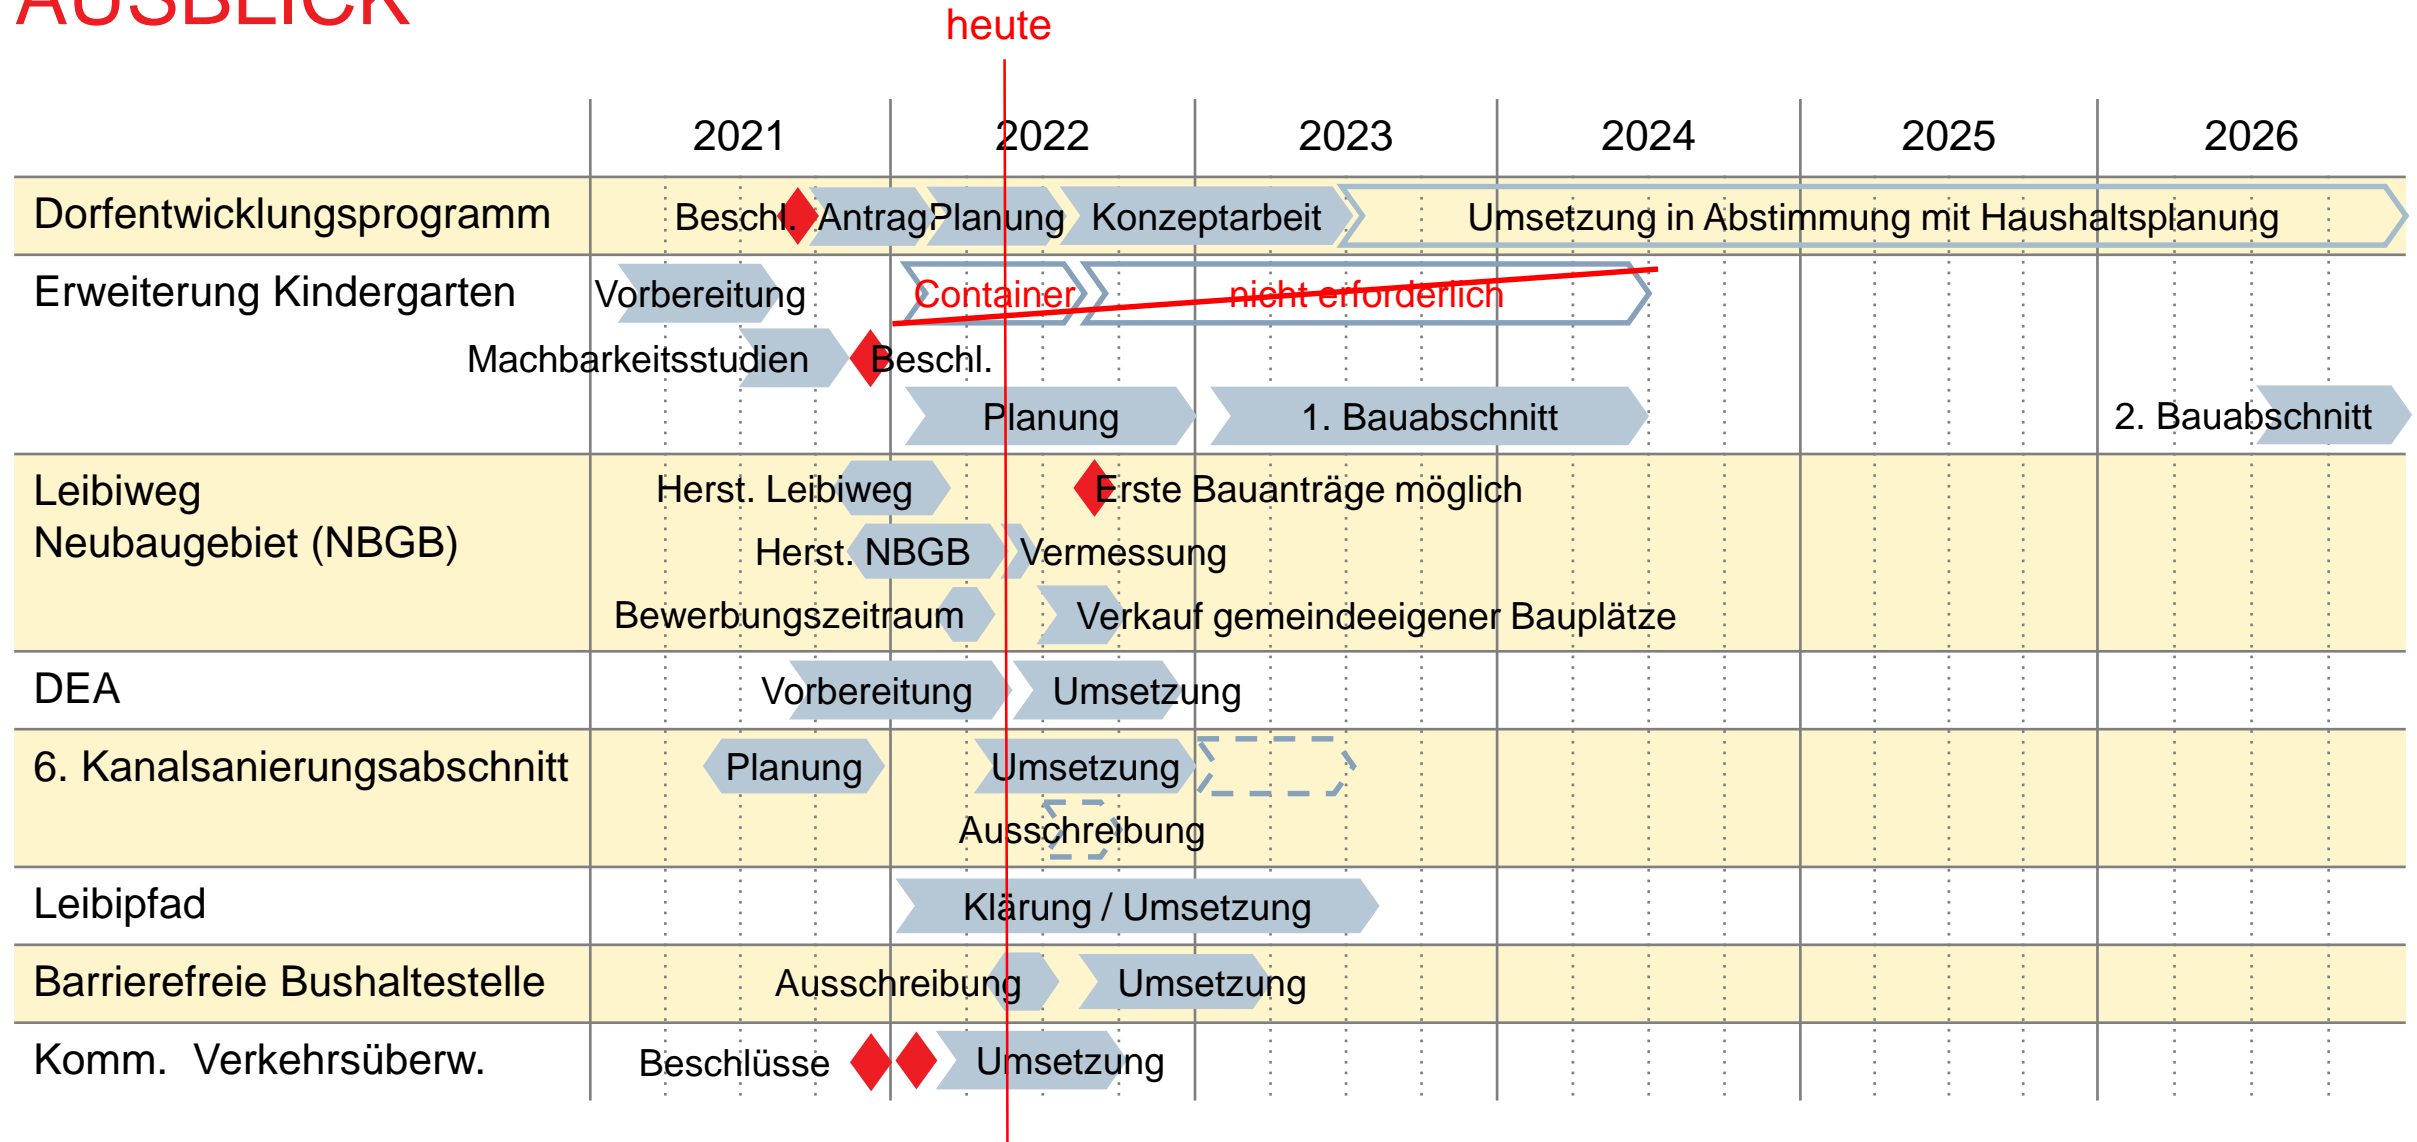 AUSBLICK
heute
2021 2022 2023 2024 2025 2026
Dorfentwicklungsprogramm Beschl. Antrag Planung Konzeptarbeit Umsetzung in Abstimmung mit Haushaltsplanung
Erweiterung Kindergarten Vorbereitung Container nicht erforderlich
Machbarkeitsstudien Beschl.
Planung 1. Bauabschnitt 2. Bauabschnitt
Leibiweg Herst. Leibiweg Erste Bauanträge möglich
Neubaugebiet (NBGB) Herst. NBGB Vermessung
Bewerbungszeitraum Verkauf gemeindeeigener Bauplätze
DEA Vorbereitung Umsetzung
6. Kanalsanierungsabschnitt Planung Umsetzung
Ausschreibung
Leibipfad Klärung / Umsetzung
Barrierefreie Bushaltestelle Ausschreibung Umsetzung
Komm. Verkehrsüberw. Beschlüsse Umsetzung